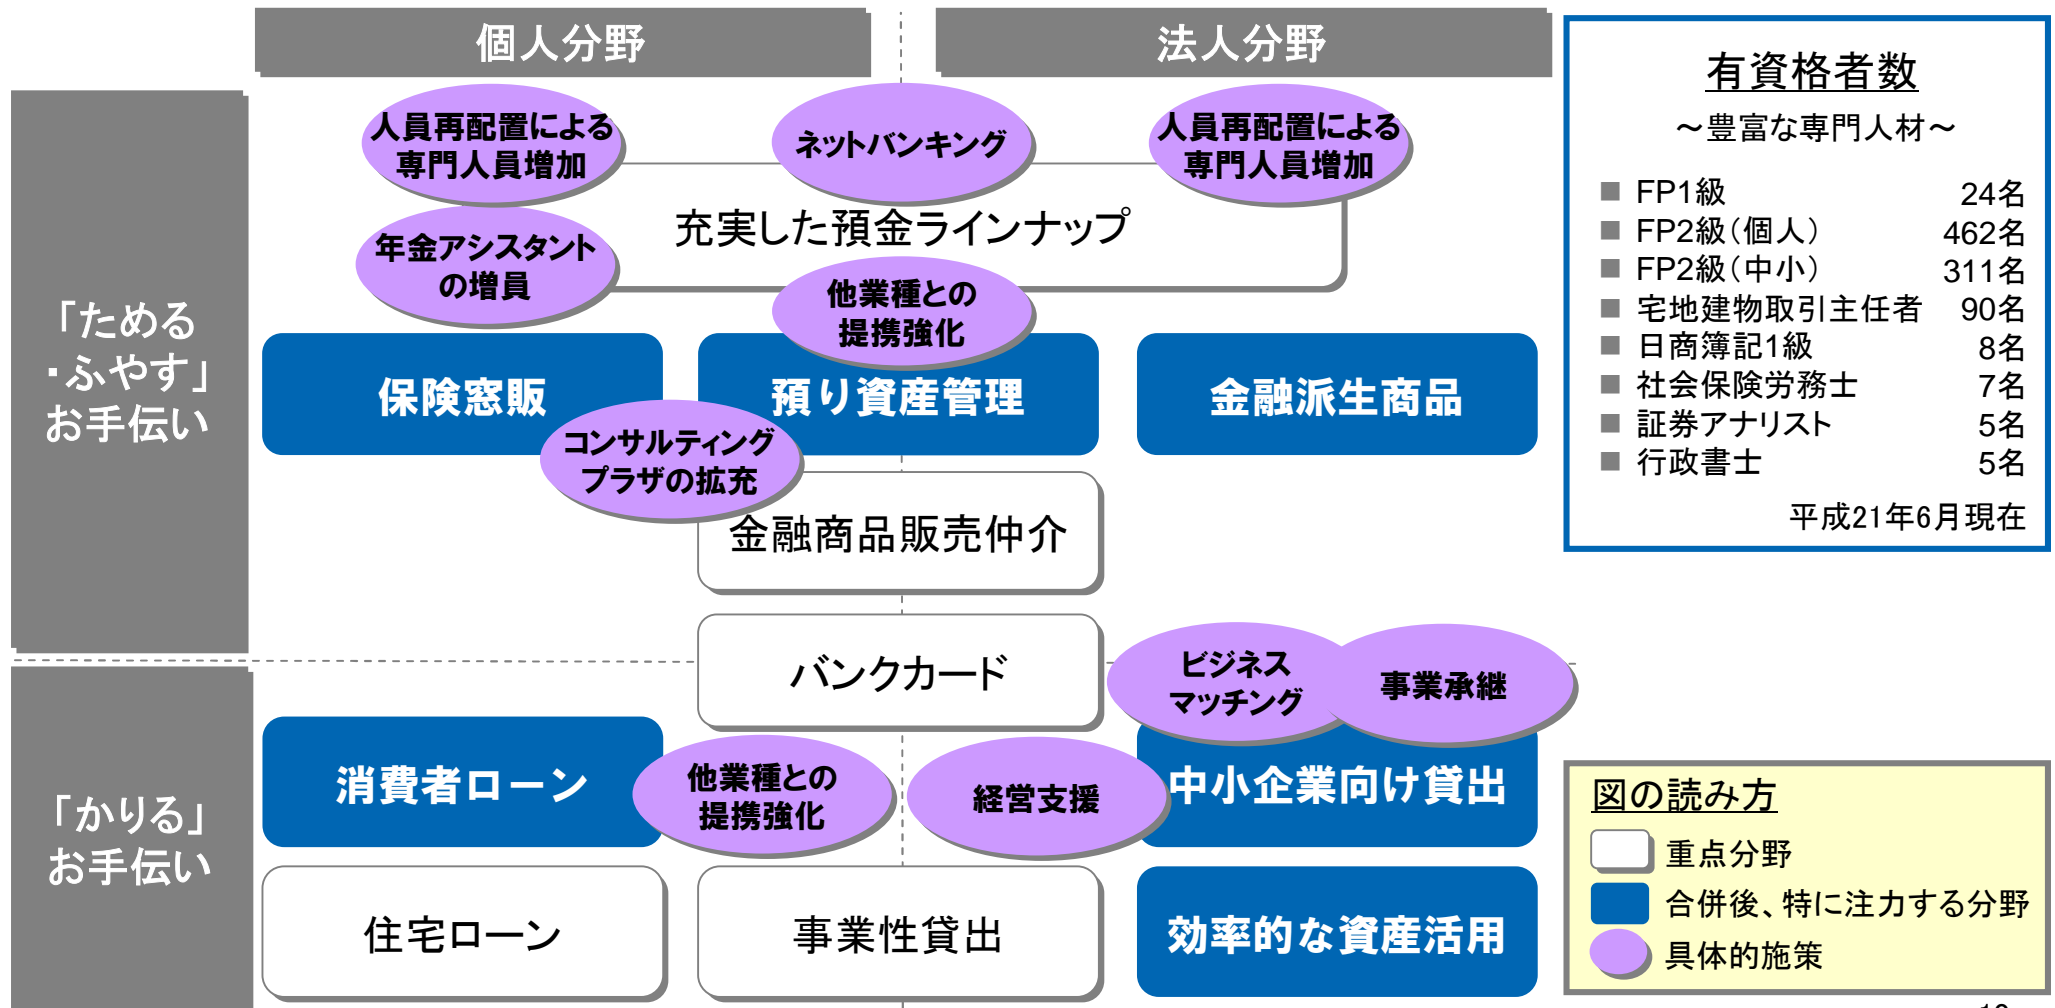 個人分野
法人分野
「ためる
・ふやす」
お手伝い
人員再配置による
専門人員増加
ネットバンキング
人員再配置による
専門人員増加
充実した預金ラインナップ
年金アシスタント
の増員
他業種との
提携強化
保険窓販
預り資産管理
金融派生商品
コンサルティング
プラザの拡充
金融商品販売仲介
バンクカード
ビジネス
マッチング
事業承継
「かりる」
お手伝い
消費者ローン
他業種との
提携強化
経営支援
中小企業向け貸出
住宅ローン
事業性貸出
効率的な資産活用
有資格者数
～豊富な専門人材～
■ FP1級 24名
■ FP2級（個人） 462名
■ FP2級（中小） 311名
■ 宅地建物取引主任者 90名
■ 日商簿記1級 8名
■ 社会保険労務士 7名
■ 証券アナリスト 5名
■ 行政書士 5名
平成21年6月現在
図の読み方
重点分野
合併後、特に注力する分野
具体的施策